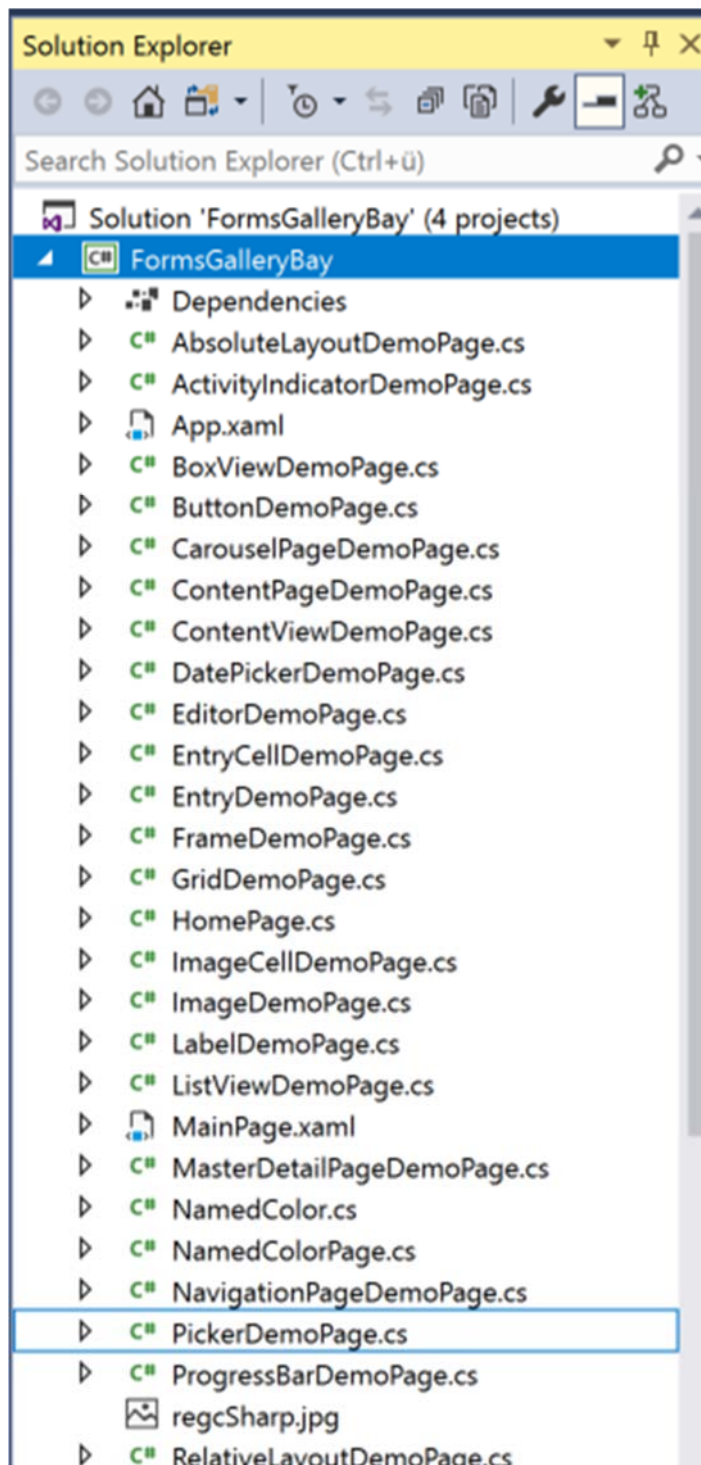 Solution Explorer
Search Solution Explorer (Ctrl+ü)
Solution 'FormsGalleryBay' (4 projects)
C# FormsGalleryBay
Dependencies
C# AbsoluteLayoutDemoPage.cs
C# ActivityIndicatorDemoPage.cs
App.xaml
C# BoxViewDemoPage.cs
C# ButtonDemoPage.cs
C# CarouselPageDemoPage.cs
C# ContentPageDemoPage.cs
C# ContentViewDemoPage.cs
C# DatePickerDemoPage.cs
C# EditorDemoPage.cs
C# EntryCellDemoPage.cs
C# EntryDemoPage.cs
C# FrameDemoPage.cs
C# GridDemoPage.cs
C# HomePage.cs
C# ImageCellDemoPage.cs
C# ImageDemoPage.cs
C# LabelDemoPage.cs
C# ListViewDemoPage.cs
MainPage.xaml
C# MasterDetailPageDemoPage.cs
C# NamedColor.cs
C# NamedColorPage.cs
C# NavigationPageDemoPage.cs
C# PickerDemoPage.cs
C# ProgressBarDemoPage.cs
regcSharp.jpg
C# RelativeLayoutDemoPage.cs